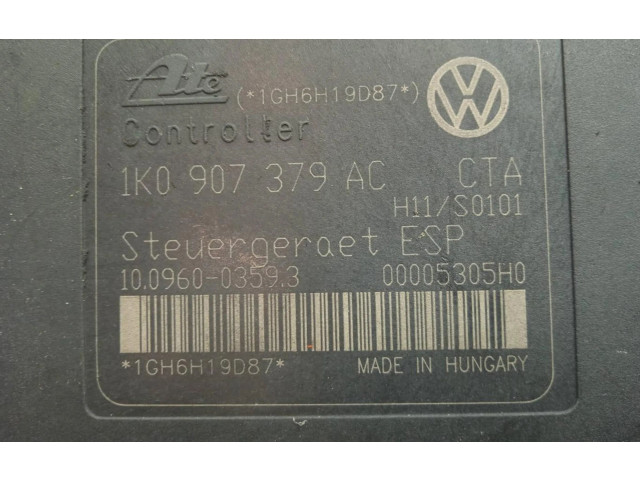 Ate (*1GH6H19D87*)
Controller
1K0 907 379 AC CTA
H11/S0101
Steuergeraet ESP
10.0960-0359.3 00005305H0
*1GH6H19D87* MADE IN HUNGARY